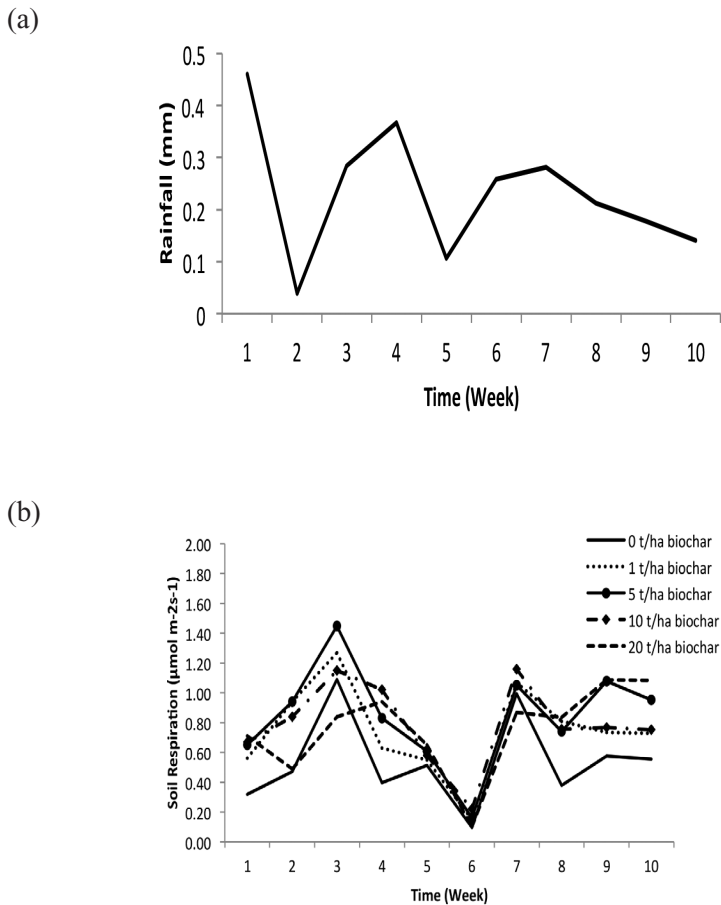 (a)
0.5
0.4
0.3
0.2
0.1
0
Rainfall (mm)
1 2 3 4 5 6 7 8 9 10
Time (Week)
(b)
2.00
1.80
1.60
1.40
1.20
1.00
0.80
0.60
0.40
0.20
0.00
Soil Respiration (µmol m-2s-1)
0 t/ha biochar
1 t/ha biochar
5 t/ha biochar
10 t/ha biochar
20 t/ha biochar
1 2 3 4 5 6 7 8 9 10
Time (Week)